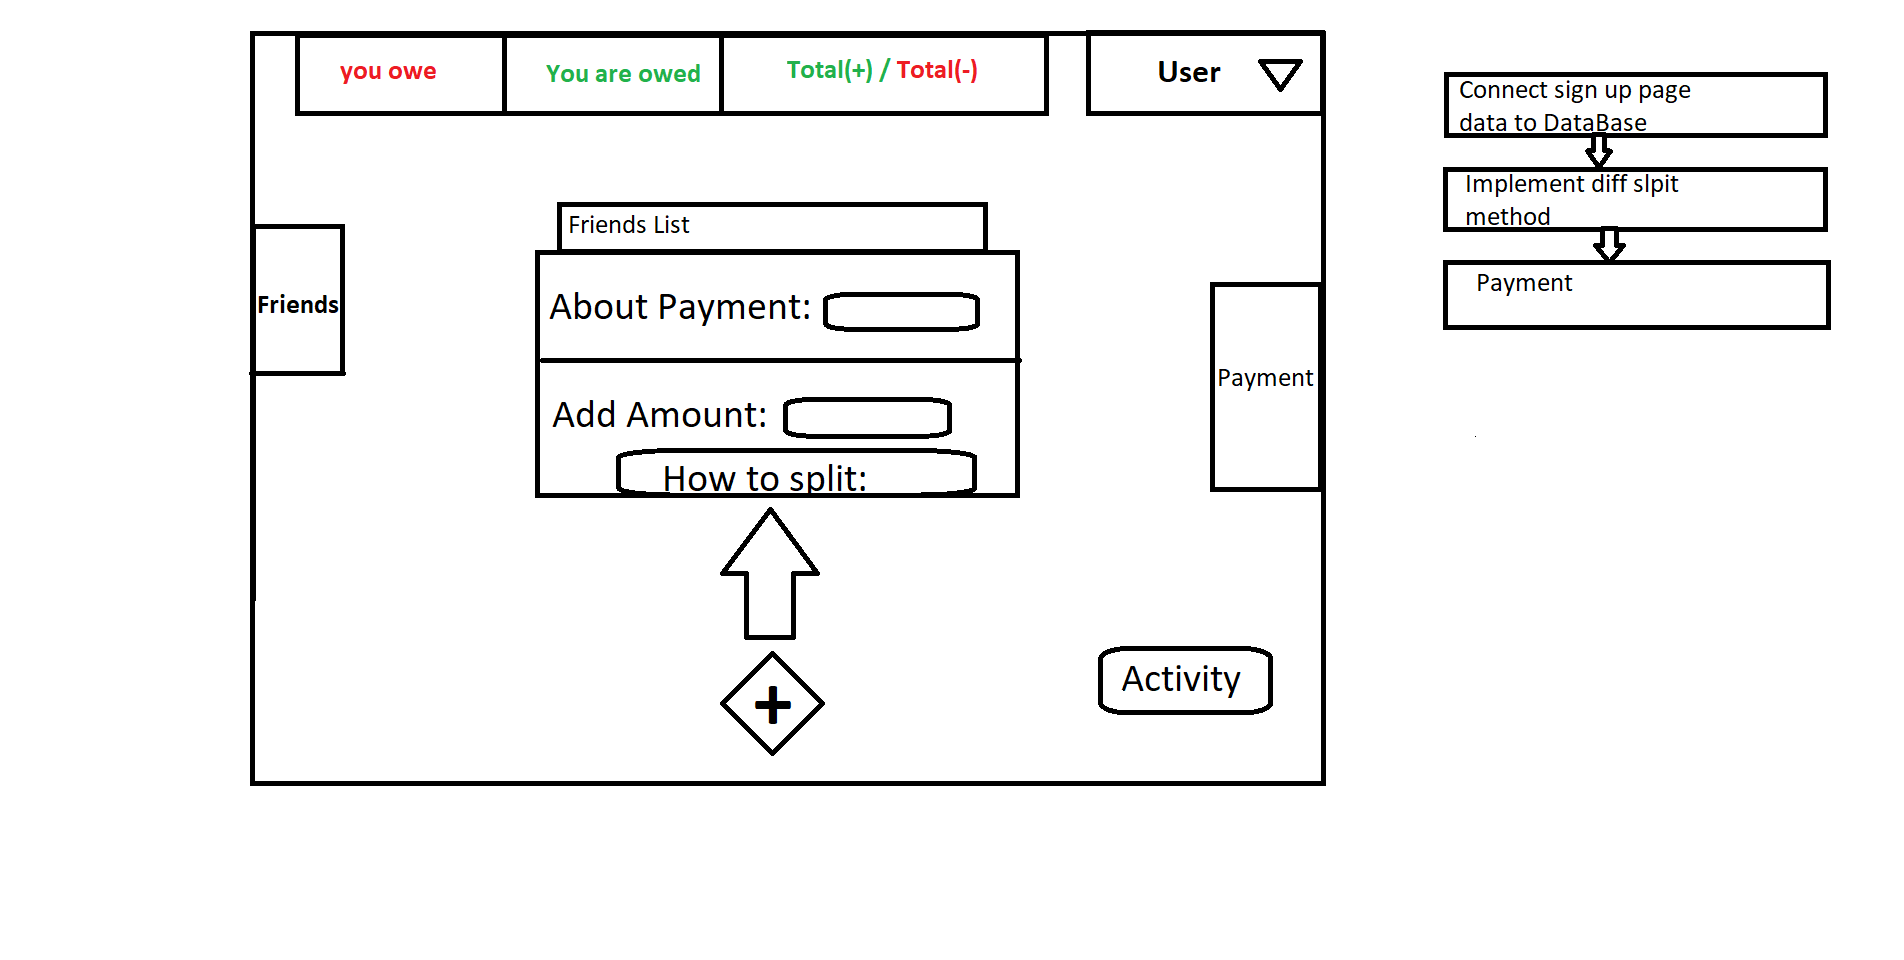 you owe
You are owed
Total(+) / Total(-)
User
Friends
Friends List
About Payment:
Add Amount:
How to split:
+
Payment
Activity
Connect sign up page
data to DataBase
Implement diff slpit
method
Payment